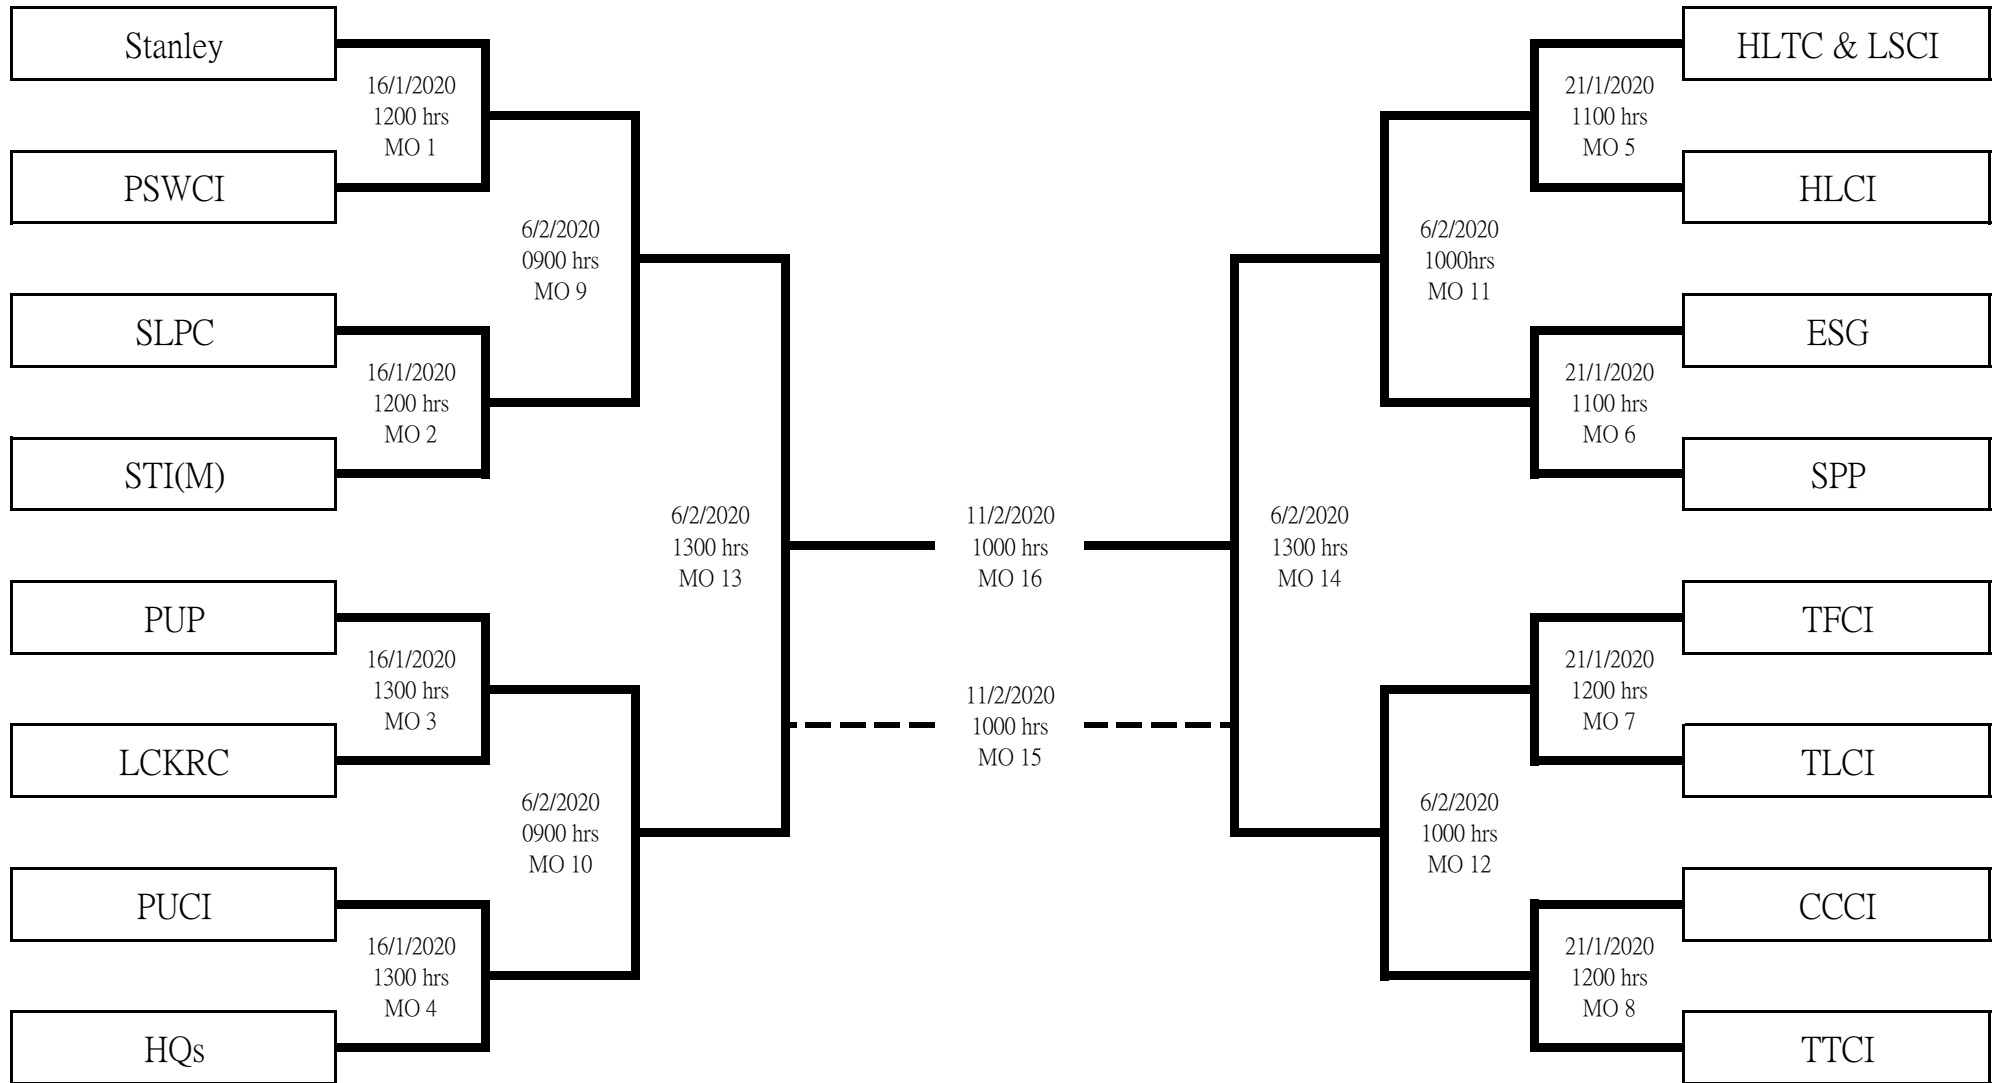 Stanley
16/1/2020
1200 hrs
MO 1
PSWCI
6/2/2020
0900 hrs
MO 9
SLPC
16/1/2020
1200 hrs
MO 2
STI(M)
6/2/2020
1300 hrs
MO 13
PUP
16/1/2020
1300 hrs
MO 3
LCKRC
6/2/2020
0900 hrs
MO 10
PUCI
16/1/2020
1300 hrs
MO 4
HQs
11/2/2020
1000 hrs
MO 16
11/2/2020
1000 hrs
MO 15
HLTC & LSCI
21/1/2020
1100 hrs
MO 5
HLCI
6/2/2020
1000hrs
MO 11
ESG
21/1/2020
1100 hrs
MO 6
SPP
6/2/2020
1300 hrs
MO 14
TFCI
21/1/2020
1200 hrs
MO 7
TLCI
6/2/2020
1000 hrs
MO 12
CCCI
21/1/2020
1200 hrs
MO 8
TTCI